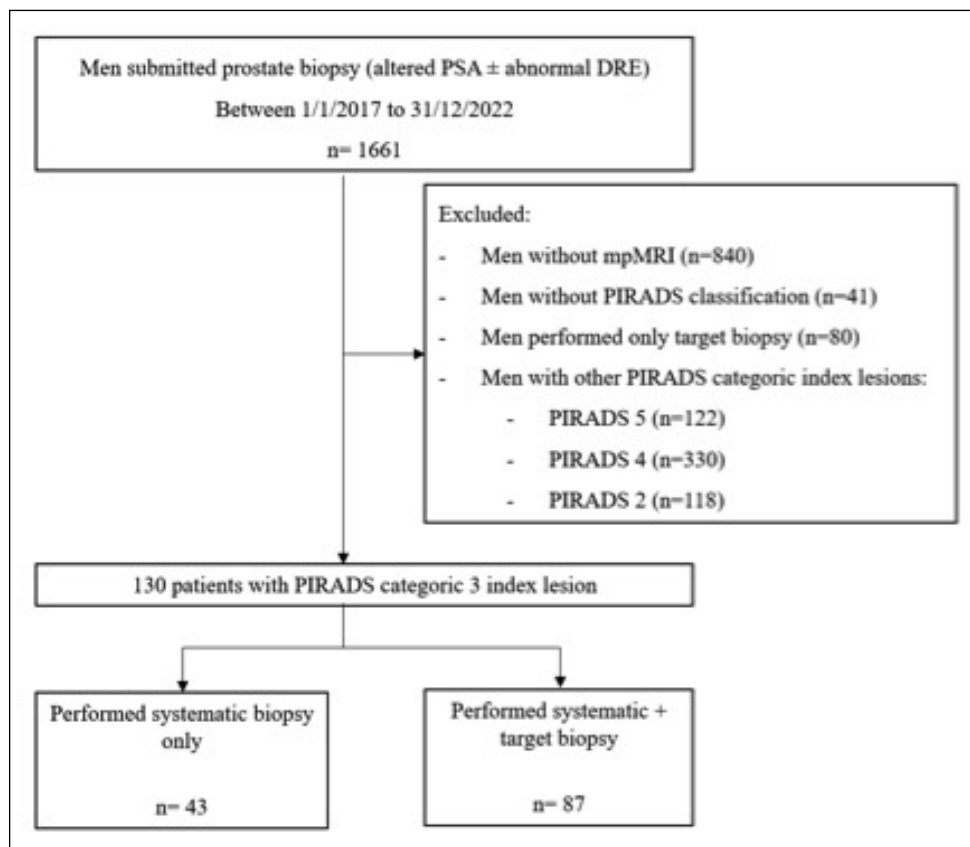 Men submitted prostate biopsy (altered PSA ± abnormal DRE)
Between 1/1/2017 to 31/12/2022
n= 1661
Excluded:
- Men without mpMRI (n=840)
- Men without PIRADS classification (n=41)
- Men performed only target biopsy (n=80)
- Men with other PIRADS categoric index lesions:
- PIRADS 5 (n=122)
- PIRADS 4 (n=330)
- PIRADS 2 (n=118)
130 patients with PIRADS categoric 3 index lesion
Performed systematic biopsy
only
n= 43
Performed systematic +
target biopsy
n= 87